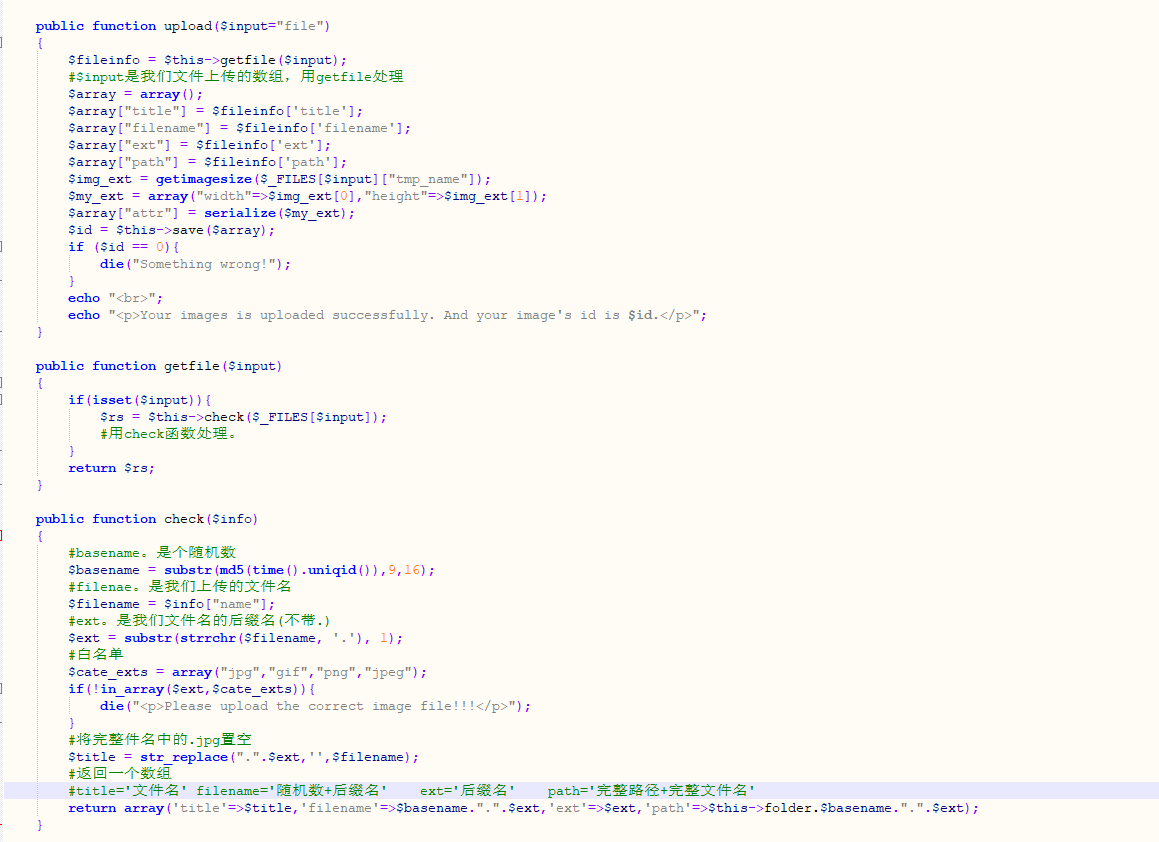 public function upload($input="file")
{
$fileinfo = $this->getfile($input);
#$input是我们文件上传的数组，用getfile处理
$array = array();
$array["title"] = $fileinfo['title'];
$array["filename"] = $fileinfo['filename'];
$array["ext"] = $fileinfo['ext'];
$array["path"] = $fileinfo['path'];
$img_ext = getimagesize($_FILES[$input]["tmp_name"]);
$my_ext = array("width"=>$img_ext[0],"height"=>$img_ext[1]);
$array["attr"] = serialize($my_ext);
$id = $this->save($array);
if ($id == 0){
die("Something wrong!");
}
echo "<br>";
echo "<p>Your images is uploaded successfully. And your image's id is $id.</p>";
}
public function getfile($input)
{
if(isset($input)){
$rs = $this->check($_FILES[$input]);
#用check函数处理。
}
return $rs;
}
public function check($info)
{
#basename。是个随机数
$basename = substr(md5(time().uniqid()),9,16);
#filenae。是我们上传的文件名
$filename = $info["name"];
#ext。是我们文件名的后缀名(不带.)
$ext = substr(strrchr($filename, '.'), 1);
#白名单
$cate_exts = array("jpg","gif","png","jpeg");
if(!in_array($ext,$cate_exts)){
die("<p>Please upload the correct image file!!!</p>");
}
#将完整件名中的.jpg置空
$title = str_replace(".".$ext,'',$filename);
#返回一个数组
#title='文件名' filename='随机数+后缀名' ext='后缀名' path='完整路径+完整文件名'
return array('title'=>$title,'filename'=>$basename.".".$ext,'ext'=>$ext,'path'=>$this->folder.$basename.".".$ext);
}